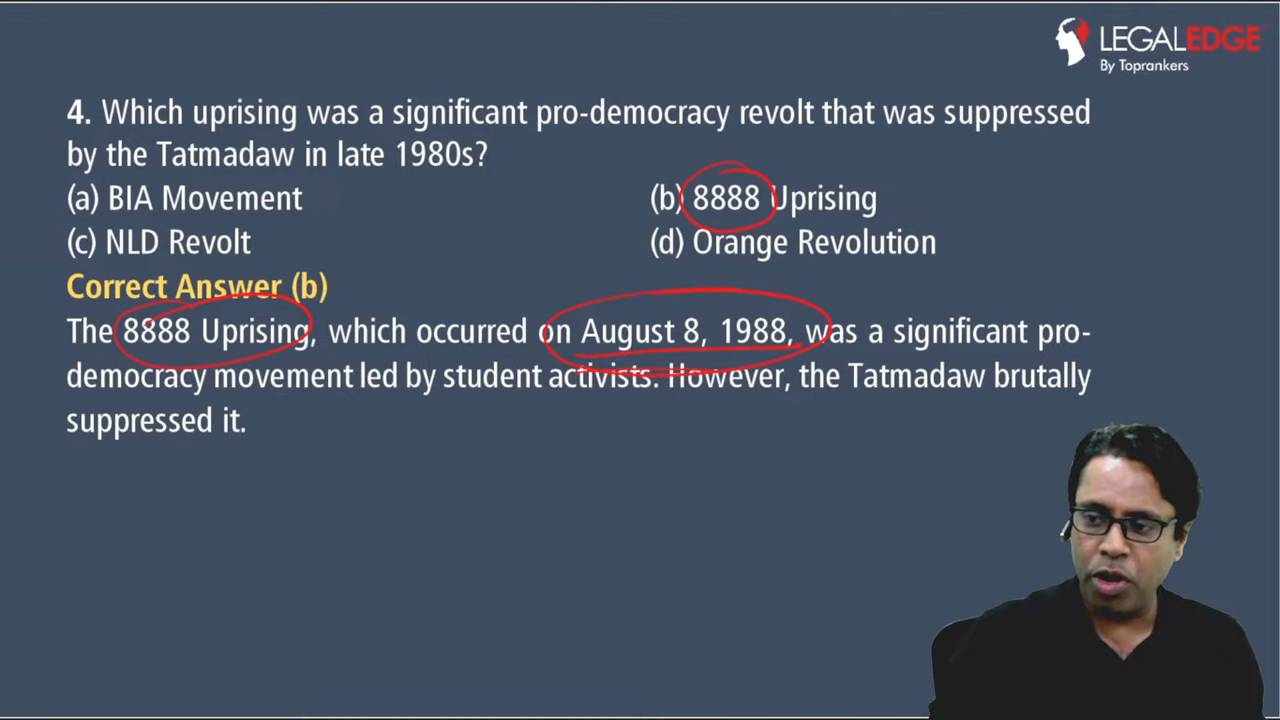 LEGALEDGE
By Toprankers
4. Which uprising was a significant pro-democracy revolt that was suppressed
by the Tatmadaw in late 1980s?
(a) BIA Movement (b) 8888 Uprising
(c) NLD Revolt (d) Orange Revolution
Correct Answer (b)
The 8888 Uprising, which occurred on August 8, 1988, was a significant pro-
democracy movement led by student activists. However, the Tatmadaw brutally
suppressed it.